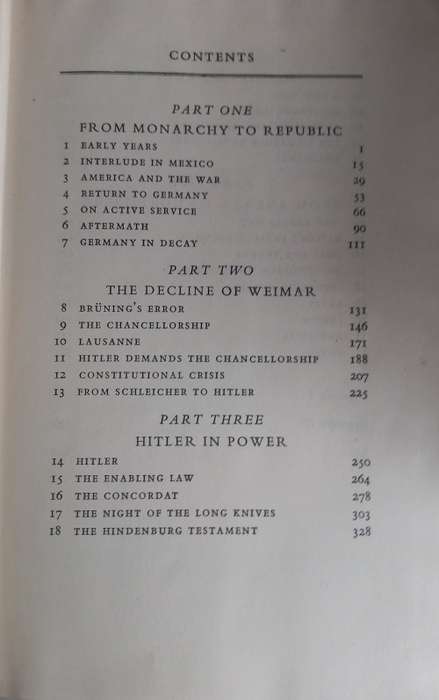 CONTENTS
PART ONE
FROM MONARCHY TO REPUBLIC
1 EARLY YEARS 1
2 INTERLUDE IN MEXICO 15
3 AMERICA AND THE WAR 29
4 RETURN TO GERMANY 53
5 ON ACTIVE SERVICE 66
6 AFTERMATH 90
7 GERMANY IN DECAY 111
PART TWO
THE DECLINE OF WEIMAR
8 BRÜNING'S ERROR 131
9 THE CHANCELLORSHIP 146
10 LAUSANNE 171
11 HITLER DEMANDS THE CHANCELLORSHIP 188
12 CONSTITUTIONAL CRISIS 207
13 FROM SCHLEICHER TO HITLER 225
PART THREE
HITLER IN POWER
14 HITLER 250
15 THE ENABLING LAW 264
16 THE CONCORDAT 278
17 THE NIGHT OF THE LONG KNIVES 303
18 THE HINDENBURG TESTAMENT 328